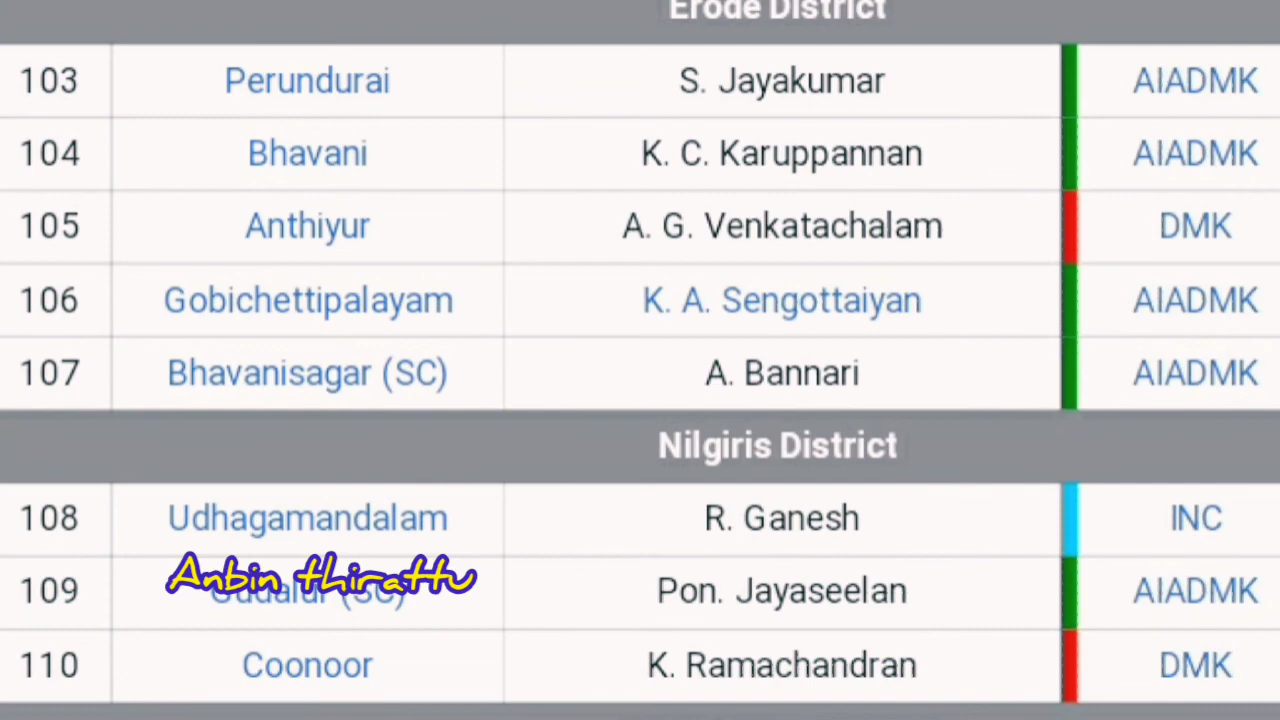 Erode District
103 Perundurai S. Jayakumar AIADMK
104 Bhavani K. C. Karuppannan AIADMK
105 Anthiyur A. G. Venkatachalam DMK
106 Gobichettipalayam K. A. Sengottaiyan AIADMK
107 Bhavanisagar (SC) A. Bannari AIADMK
Nilgiris District
108 Udhagamandalam R. Ganesh INC
Anbin thirattu
109 (SC) Pon. Jayaseelan AIADMK
110 Coonoor K. Ramachandran DMK